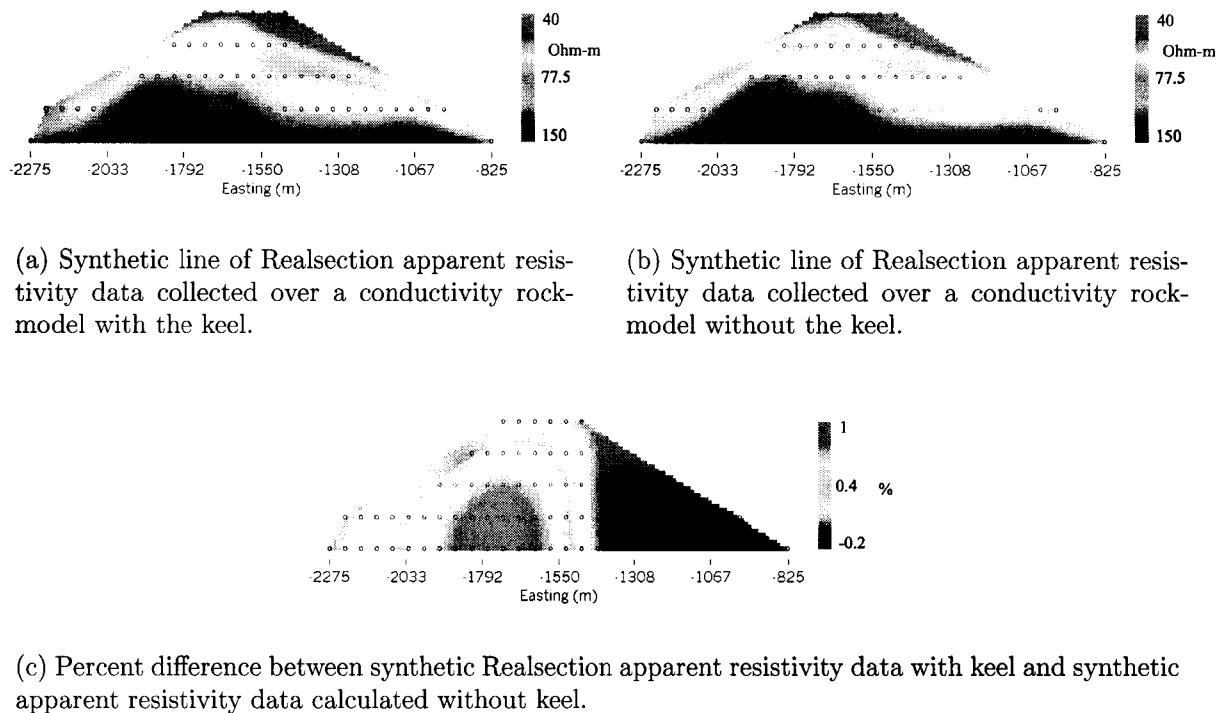 40
Ohm-m
77.5
150
-2275 -2033 -1792 -1550 -1308 -1067 -825
Easting (m)
40
Ohm-m
77.5
150
-2275 -2033 -1792 -1550 -1308 -1067 -825
Easting (m)
(a) Synthetic line of Realsection apparent resis-
tivity data collected over a conductivity rock-
model with the keel.
(b) Synthetic line of Realsection apparent resis-
tivity data collected over a conductivity rock-
model without the keel.
1
0.4 %
-0.2
-2275 -2033 -1792 -1550 -1308 -1067 -825
Easting (m)
(c) Percent difference between synthetic Realsection apparent resistivity data with keel and synthetic
apparent resistivity data calculated without keel.